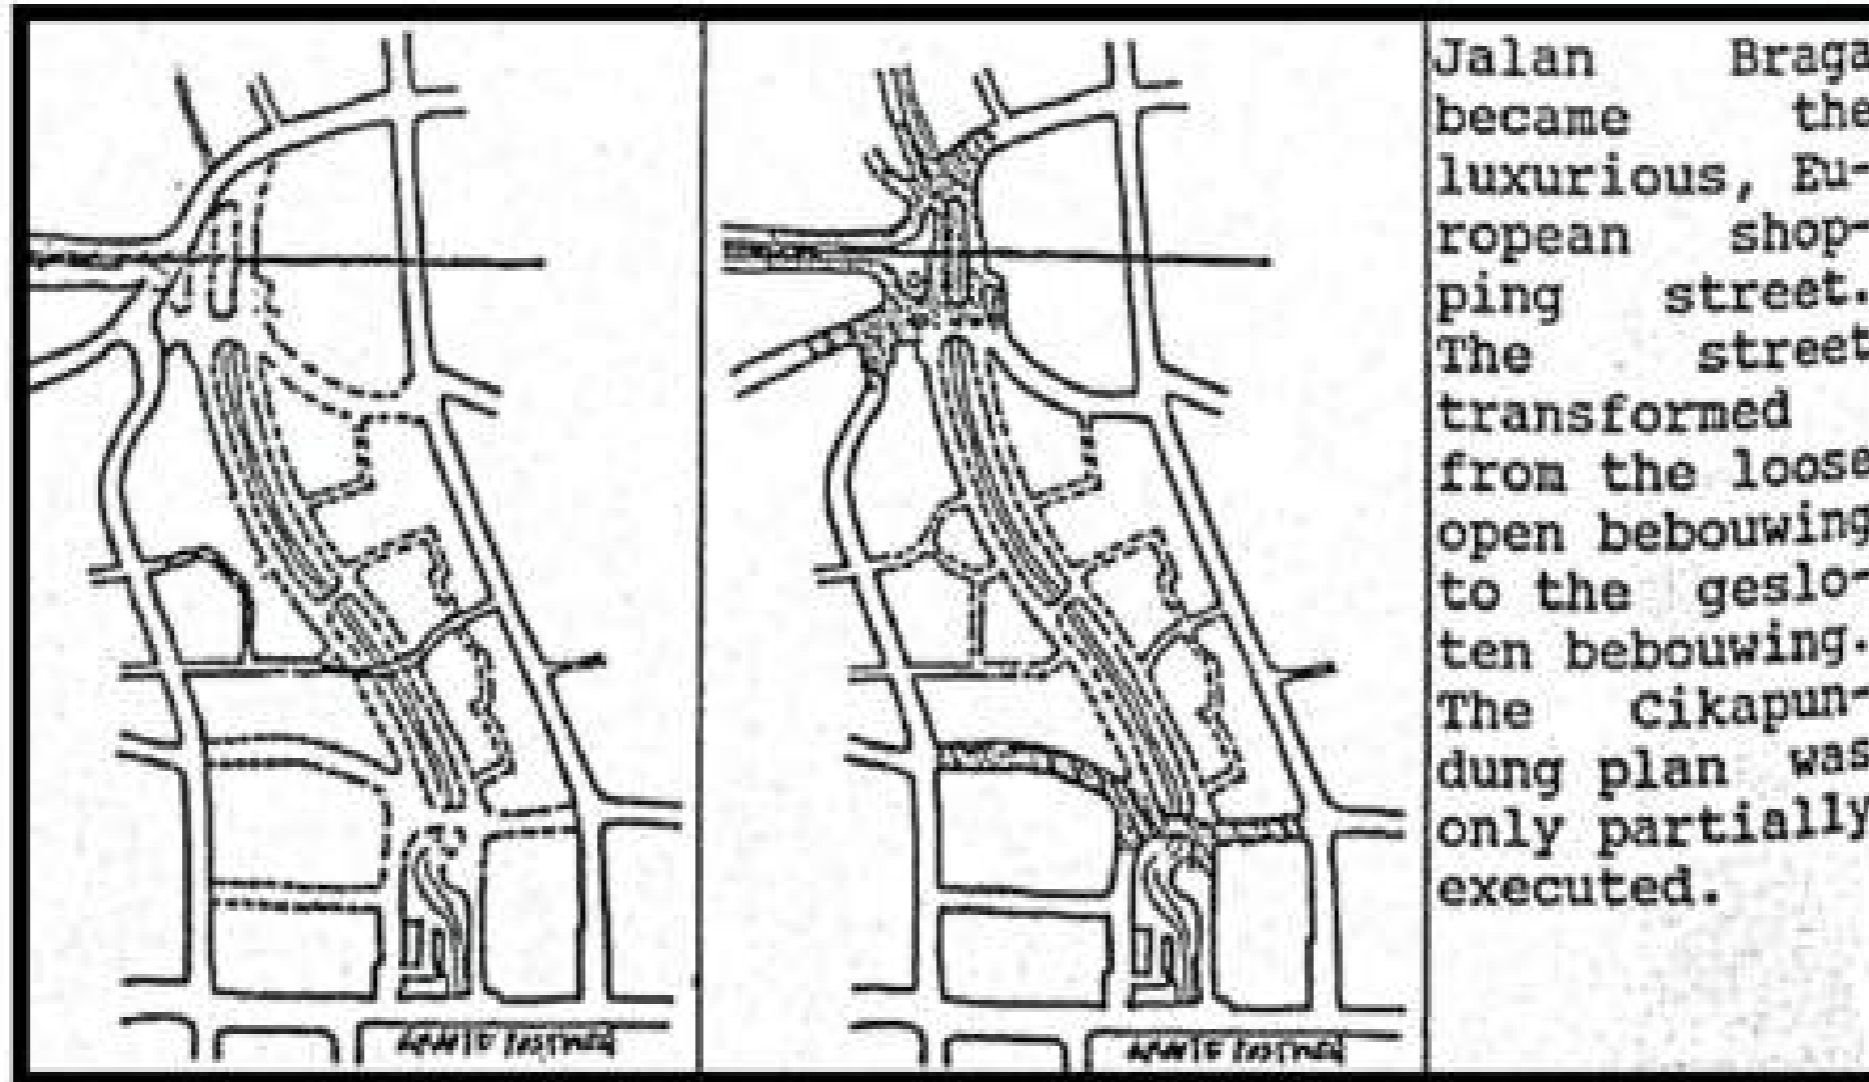 Jalan Braga
became the
luxurious, Eu-
ropean shop-
ping street.
The street
transformed
from the loose
open bebouwing
to the geslo-
ten bebouwing.
The Cikapun-
dung plan was
only partially
executed.